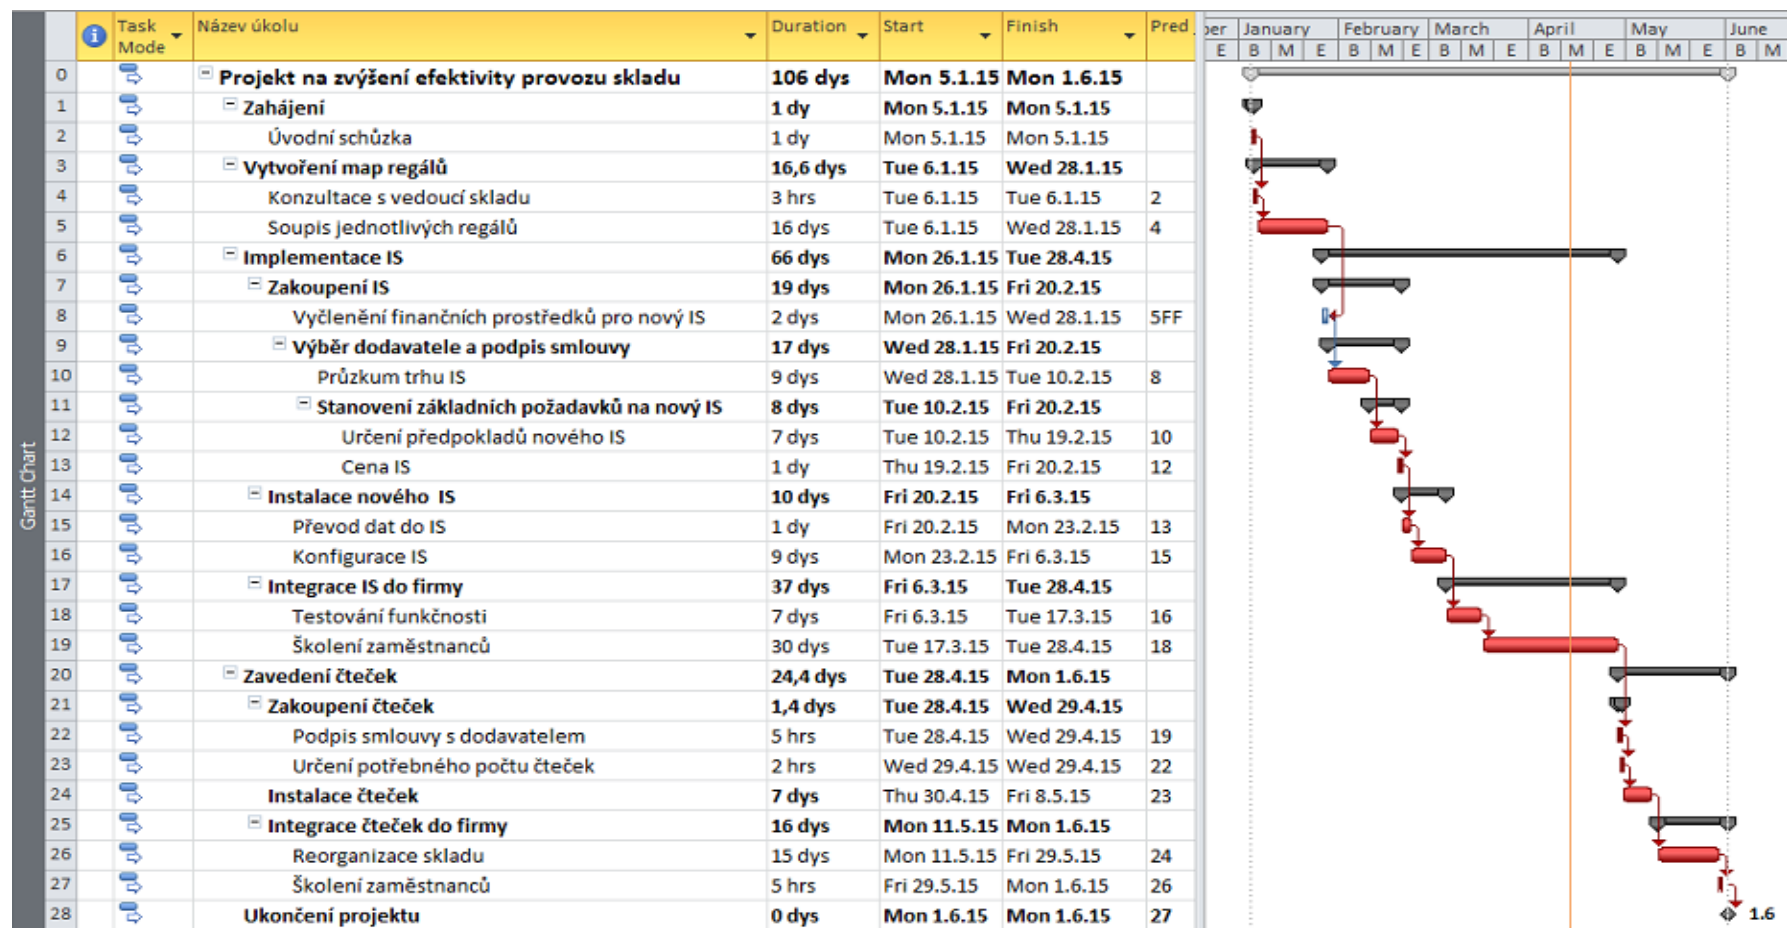 Task Mode Název úkolu Duration Start Finish Pred
ber January February March April May June
E B M E B M E B M E B M E B M E B M
0 Projekt na zvýšení efektivity provozu skladu 106 dys Mon 5.1.15 Mon 1.6.15
1 Zahájení 1 dy Mon 5.1.15 Mon 5.1.15
2 Úvodní schůzka 1 dy Mon 5.1.15 Mon 5.1.15
3 Vytvoření map regálů 16,6 dys Tue 6.1.15 Wed 28.1.15
4 Konzultace s vedoucí skladu 3 hrs Tue 6.1.15 Tue 6.1.15 2
5 Soupis jednotlivých regálů 16 dys Tue 6.1.15 Wed 28.1.15 4
6 Implementace IS 66 dys Mon 26.1.15 Tue 28.4.15
7 Zakoupení IS 19 dys Mon 26.1.15 Fri 20.2.15
8 Vyčlenění finančních prostředků pro nový IS 2 dys Mon 26.1.15 Wed 28.1.15 5FF
9 Výběr dodavatele a podpis smlouvy 17 dys Wed 28.1.15 Fri 20.2.15
10 Průzkum trhu IS 9 dys Wed 28.1.15 Tue 10.2.15 8
11 Stanovení základních požadavků na nový IS 8 dys Tue 10.2.15 Fri 20.2.15
12 Určení předpokladů nového IS 7 dys Tue 10.2.15 Thu 19.2.15 10
13 Cena IS 1 dy Thu 19.2.15 Fri 20.2.15 12
14 Instalace nového IS 10 dys Fri 20.2.15 Fri 6.3.15
15 Převod dat do IS 1 dy Fri 20.2.15 Mon 23.2.15 13
16 Konfigurace IS 9 dys Mon 23.2.15 Fri 6.3.15 15
17 Integrace IS do firmy 37 dys Fri 6.3.15 Tue 28.4.15
18 Testování funkčnosti 7 dys Fri 6.3.15 Tue 17.3.15 16
19 Školení zaměstnanců 30 dys Tue 17.3.15 Tue 28.4.15 18
20 Zavedení čteček 24,4 dys Tue 28.4.15 Mon 1.6.15
21 Zakoupení čteček 1,4 dys Tue 28.4.15 Wed 29.4.15
22 Podpis smlouvy s dodavatelem 5 hrs Tue 28.4.15 Wed 29.4.15 19
23 Určení potřebného počtu čteček 2 hrs Wed 29.4.15 Wed 29.4.15 22
24 Instalace čteček 7 dys Thu 30.4.15 Fri 8.5.15 23
25 Integrace čteček do firmy 16 dys Mon 11.5.15 Mon 1.6.15
26 Reorganizace skladu 15 dys Mon 11.5.15 Fri 29.5.15 24
27 Školení zaměstnanců 5 hrs Fri 29.5.15 Mon 1.6.15 26
28 Ukončení projektu 0 dys Mon 1.6.15 Mon 1.6.15 27
1.6
Gantt Chart